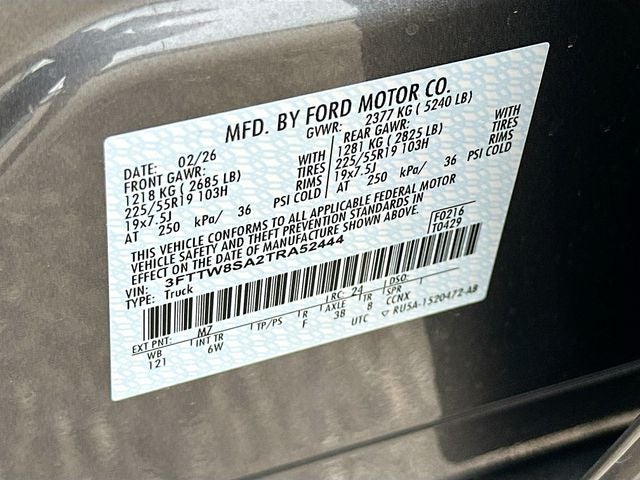 MFD. BY FORD MOTOR CO.
DATE: 02/26 GVWR: 2377 KG ( 5240 LB)
FRONT GAWR: REAR GAWR:
1218 KG ( 2685 LB) WITH 1281 KG ( 2825 LB) WITH
225/55R19 103H TIRES 225/55R19 103H TIRES
19x7.5J RIMS 19x7.5J RIMS
AT 250 kPa/ 36 PSI COLD AT 250 kPa/ 36 PSI COLD
THIS VEHICLE CONFORMS TO ALL APPLICABLE FEDERAL MOTOR
VEHICLE SAFETY AND THEFT PREVENTION STANDARDS IN
EFFECT ON THE DATE OF MANUFACTURE SHOWN ABOVE.
F0216
T0429
VIN: 3FTTW8SA2TRA52444
TYPE: Truck
EXT PNT: M7 RC: 24 DSO:
WB INT TR TP/PS R AXLE TR SPR
121 6W F 38 8 CCNX
UTC ▽ RU5A-1520472-AB